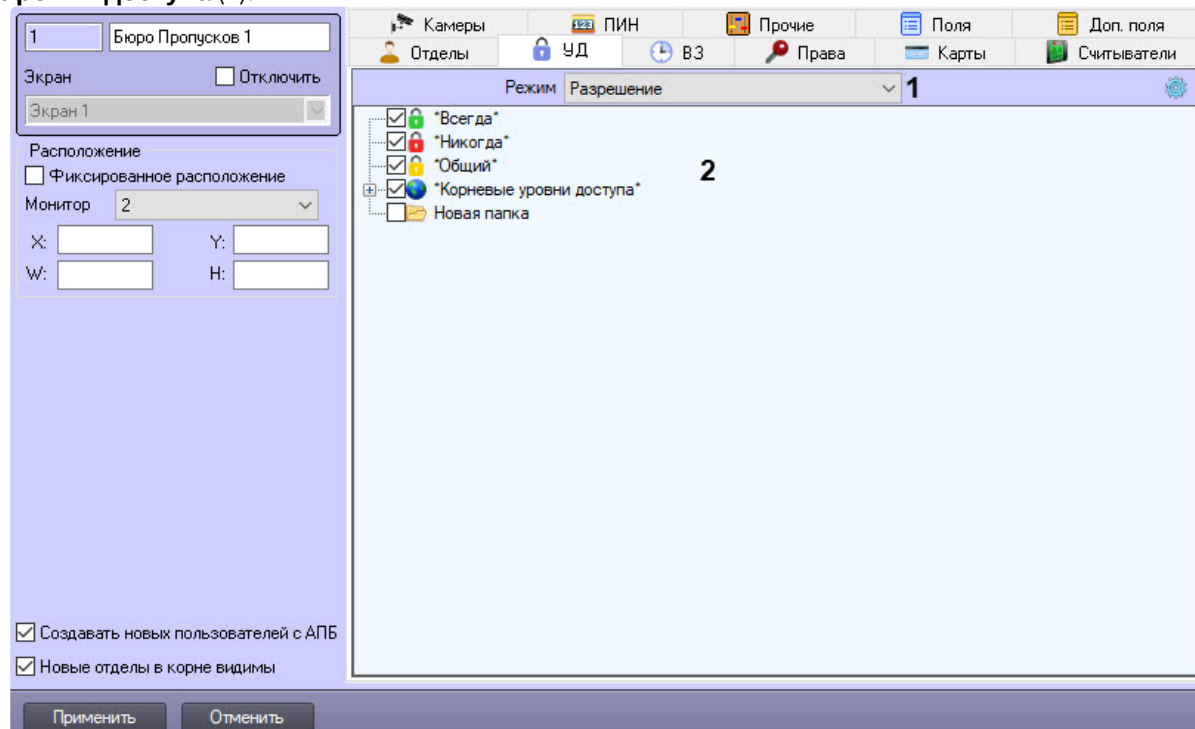 1 Бюро Пропусков 1
Экран Отключить
Экран 1
Расположение
Фиксированное расположение
Монитор 2
X: Y:
W: H:
Создавать новых пользователей с АПБ
Новые отделы в корне видимы
Камеры ПИН Прочие Поля Доп. поля
Отделы УД ВЗ Права Карты Считыватели
Режим Разрешение 1
*Всегда*
*Никогда*
*Общий* 2
*Корневые уровни доступа*
Новая папка
Применить Отменить